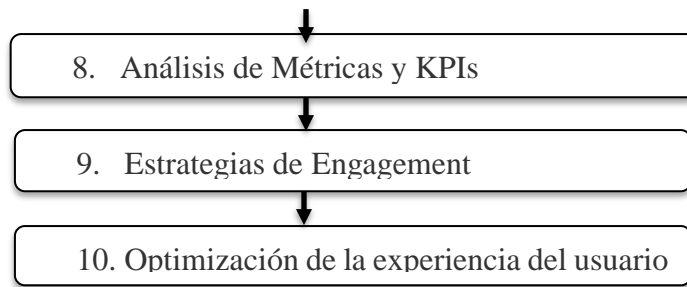 8. Análisis de Métricas y KPIs
9. Estrategias de Engagement
10. Optimización de la experiencia del usuario